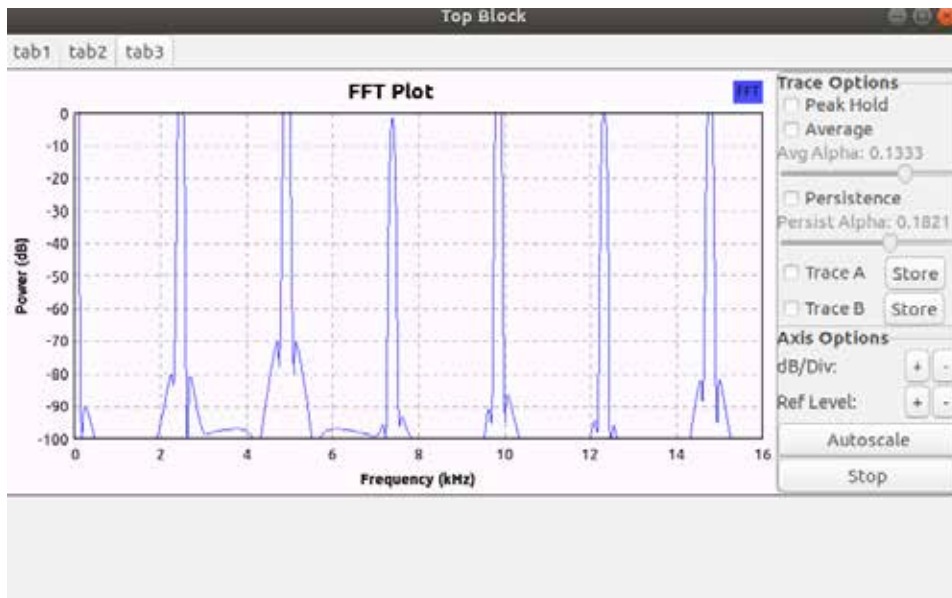 Top Block
tab1 tab2 tab3
FFT Plot
FFT
0
-10
-20
-30
-40
-50
-60
-70
-80
-90
-100
Power (dB)
0 2 4 6 8 10 12 14 16
Frequency (kHz)
Trace Options
Peak Hold
Average
Avg Alpha: 0.1333
Persistence
Persist Alpha: 0.1821
Trace A Store
Trace B Store
Axis Options
dB/Div: + -
Ref Level: + -
Autoscale
Stop